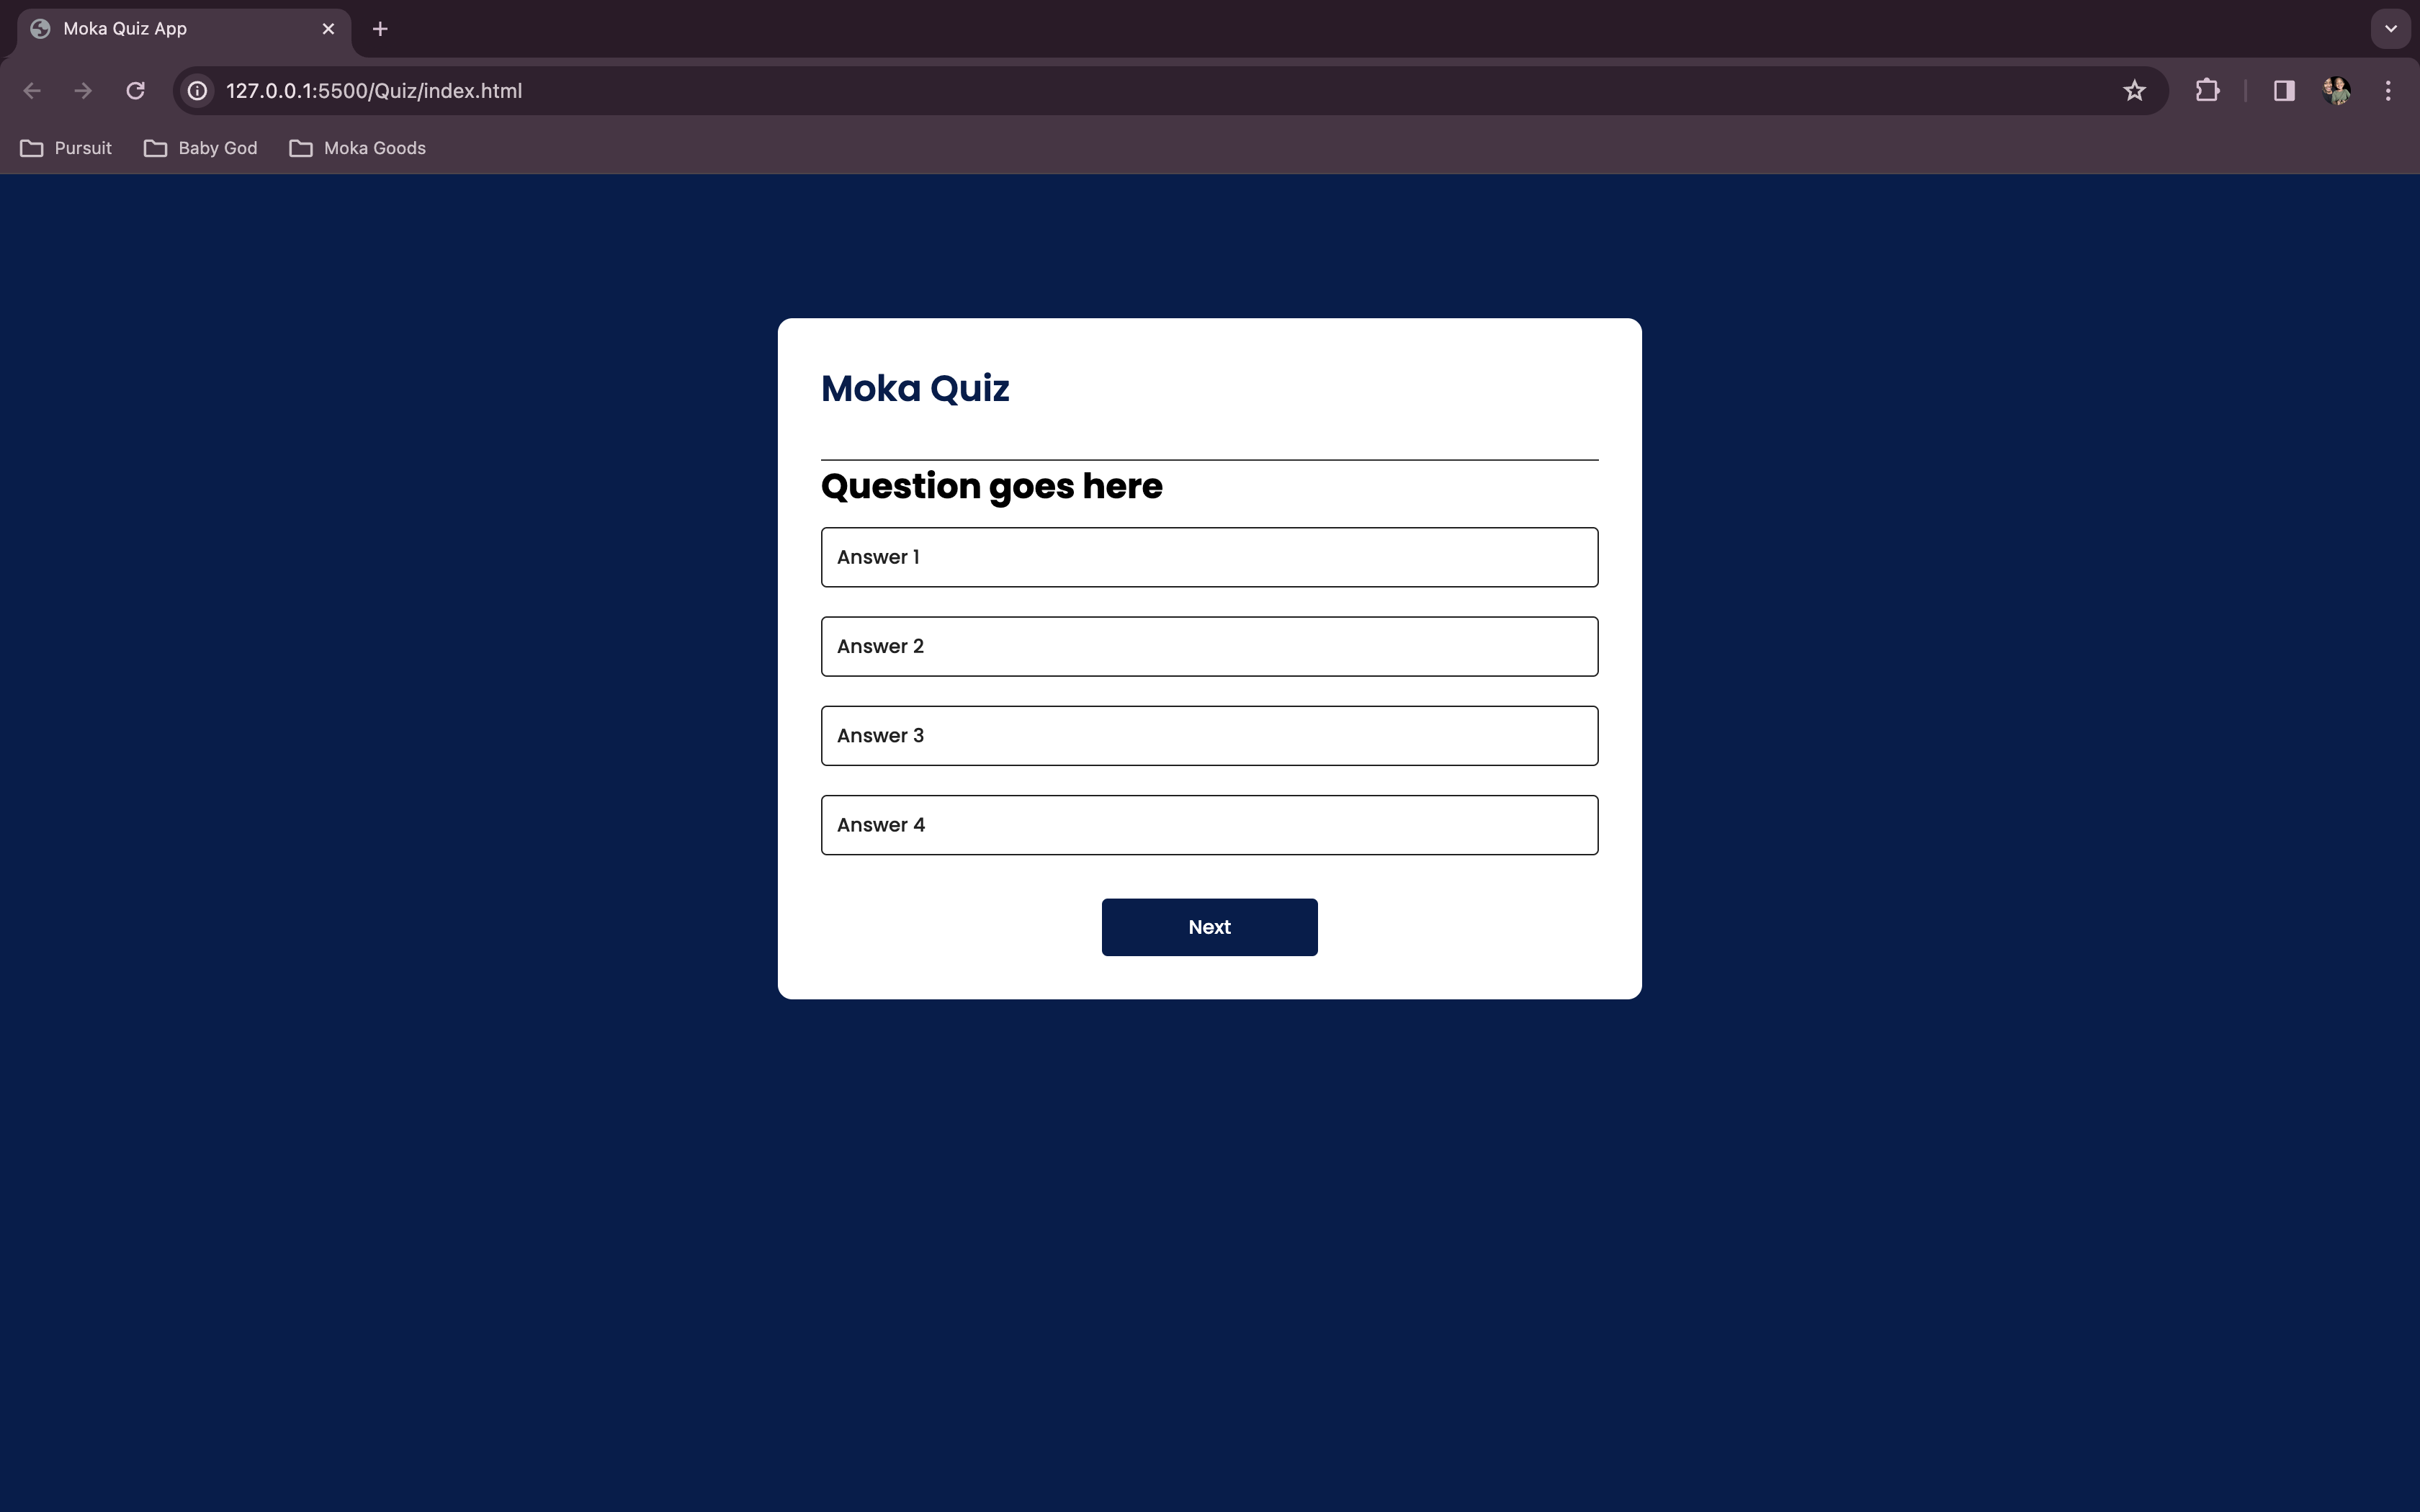 Moka Quiz App
127.0.0.1:5500/Quiz/index.html
Pursuit Baby God Moka Goods
Moka Quiz
Question goes here
Answer 1
Answer 2
Answer 3
Answer 4
Next